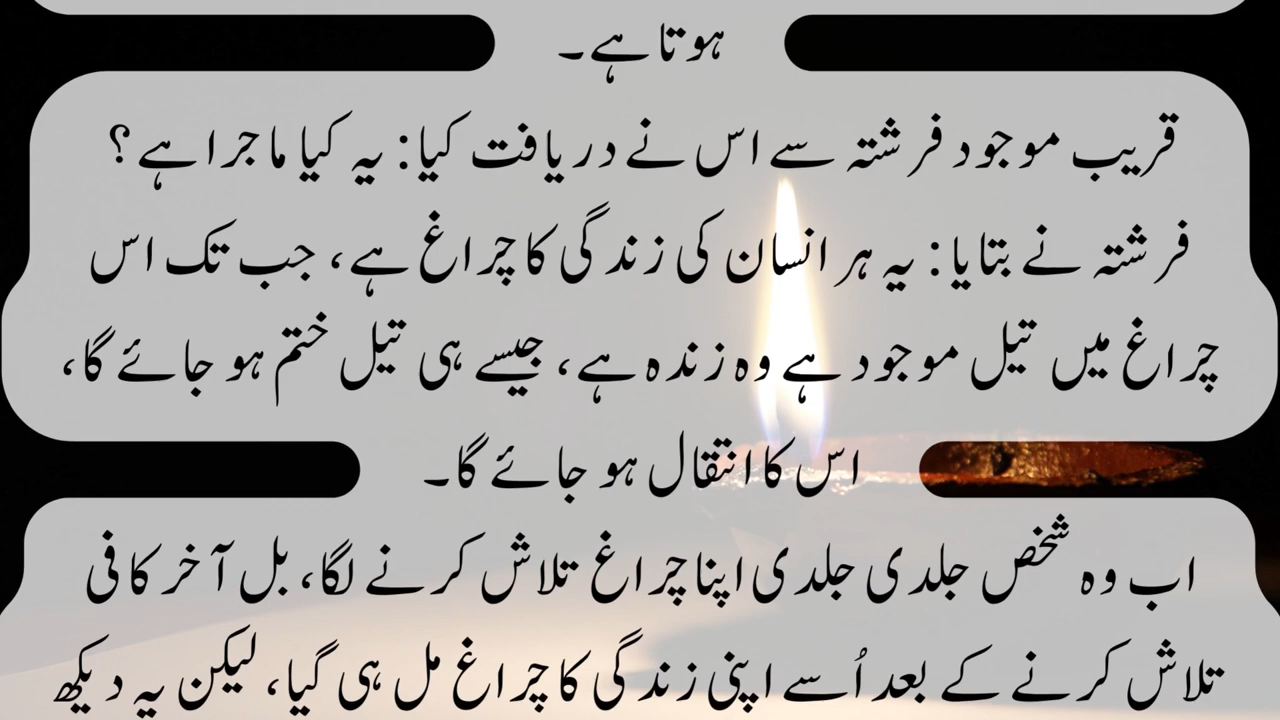 ہوتا ہے۔
قریب موجود فرشتہ سے اس نے دریافت کیا: یہ کیا ماجرا ہے؟
فرشتہ نے بتایا: یہ ہر انسان کی زندگی کا چراغ ہے، جب تک اس
چراغ میں تیل موجود ہے وہ زندہ ہے، جیسے ہی تیل ختم ہو جائے گا،
اس کا انتقال ہو جائے گا۔
اب وہ شخص جلدی جلدی اپنا چراغ تلاش کرنے لگا، بل آخر کافی
تلاش کرنے کے بعد اُسے اپنی زندگی کا چراغ مل ہی گیا، لیکن یہ دیکھ